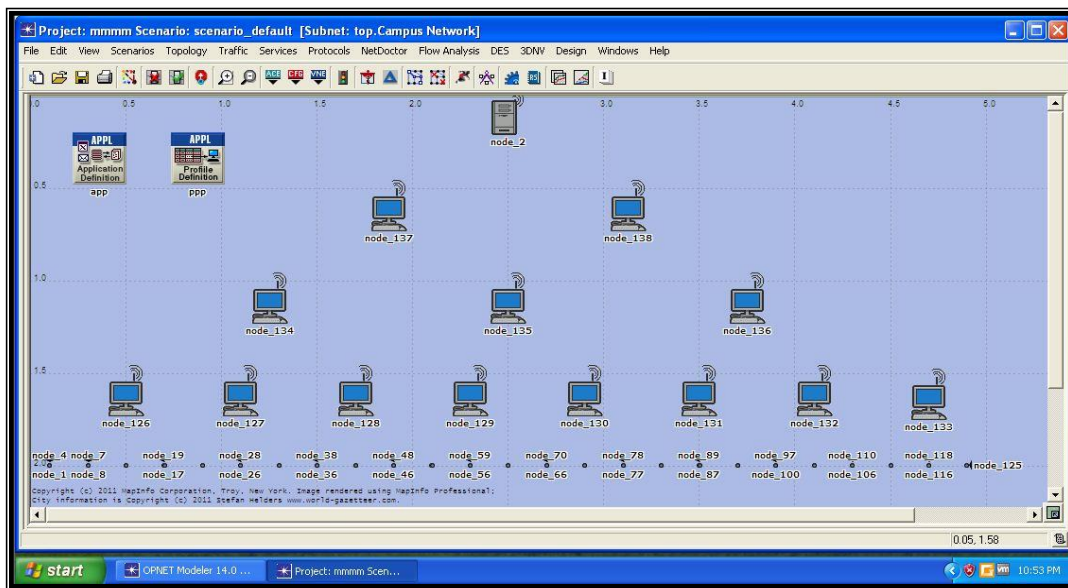 Project: mmmm Scenario: scenario_default [Subnet: top.Campus Network]
File Edit View Scenarios Topology Traffic Services Protocols NetDoctor Flow Analysis DES 3DNV Design Windows Help
ACE CFG VNE
0.0 0.5 1.0 1.5 2.0 3.0 3.5 4.0 4.5 5.0
node_2
APPL APPL
Application Definition Profile Definition
app ppp
0.5
node_137 node_138
1.0
node_134 node_135 node_136
1.5
node_126 node_127 node_128 node_129 node_130 node_131 node_132 node_133
node_4 node_7 node_19 node_28 node_38 node_48 node_59 node_70 node_78 node_89 node_97 node_110 node_118
2.0 node_125
node_1 node_8 node_17 node_26 node_36 node_46 node_56 node_66 node_77 node_87 node_100 node_106 node_116
Copyright (c) 2011 MapInfo Corporation, Troy, New York. Image rendered using MapInfo Professional;
City information is Copyright (c) 2011 Stefan Helders www.world-gazetteer.com.
0.05, 1.58
start OPNET Modeler 14.0 ... Project: mmmm Scen... 10:53 PM